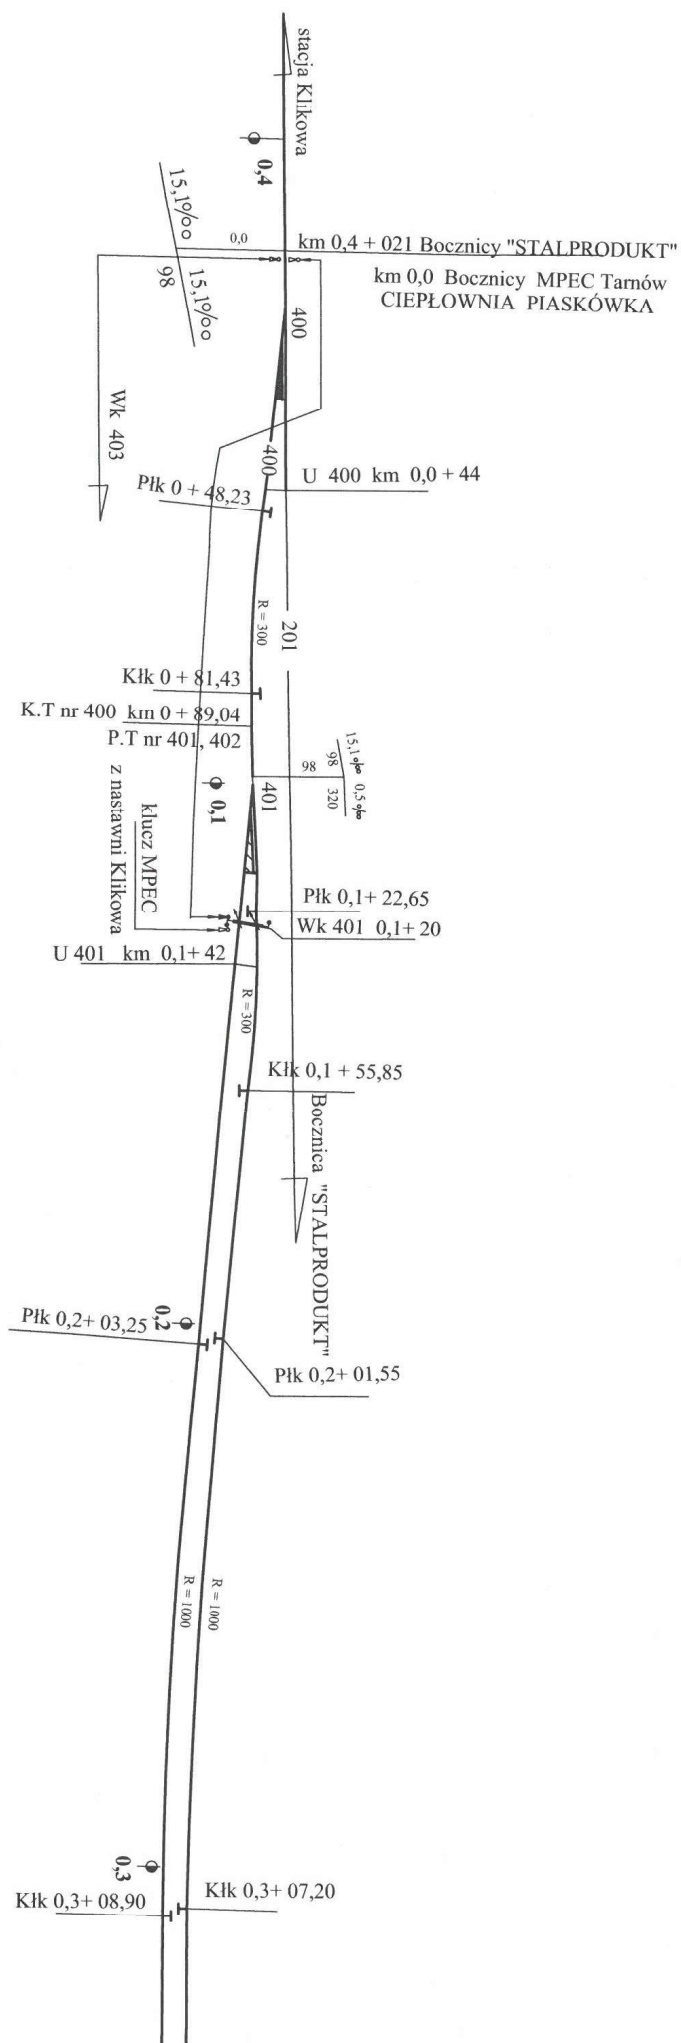 stacja Klikowa
0,4
15,1‰
15,1‰
98
0,0
km 0,4 + 021 Bocznicy "STALPRODUKT"
km 0,0 Bocznicy MPEC Tarnów
CIEPŁOWNIA PIASKÓWKA
400
Wk 403
400
U 400 km 0,0 + 44
Płk 0 + 48,23
R = 300
201
Kłk 0 + 81,43
K.T nr 400 km 0 + 89,04
P.T nr 401, 402
15,1‰ 0,5‰
98
98 320
0,1
401
klucz MPEC
z nastawni Klikowa
Płk 0,1+ 22,65
Wk 401 0,1+ 20
U 401 km 0,1+ 42
R = 300
Kłk 0,1 + 55,85
Bocznica "STALPRODUKT"
0,2
Płk 0,2+ 03,25
Płk 0,2+ 01,55
R = 1000
R = 1000
0,3
Kłk 0,3+ 08,90
Kłk 0,3+ 07,20